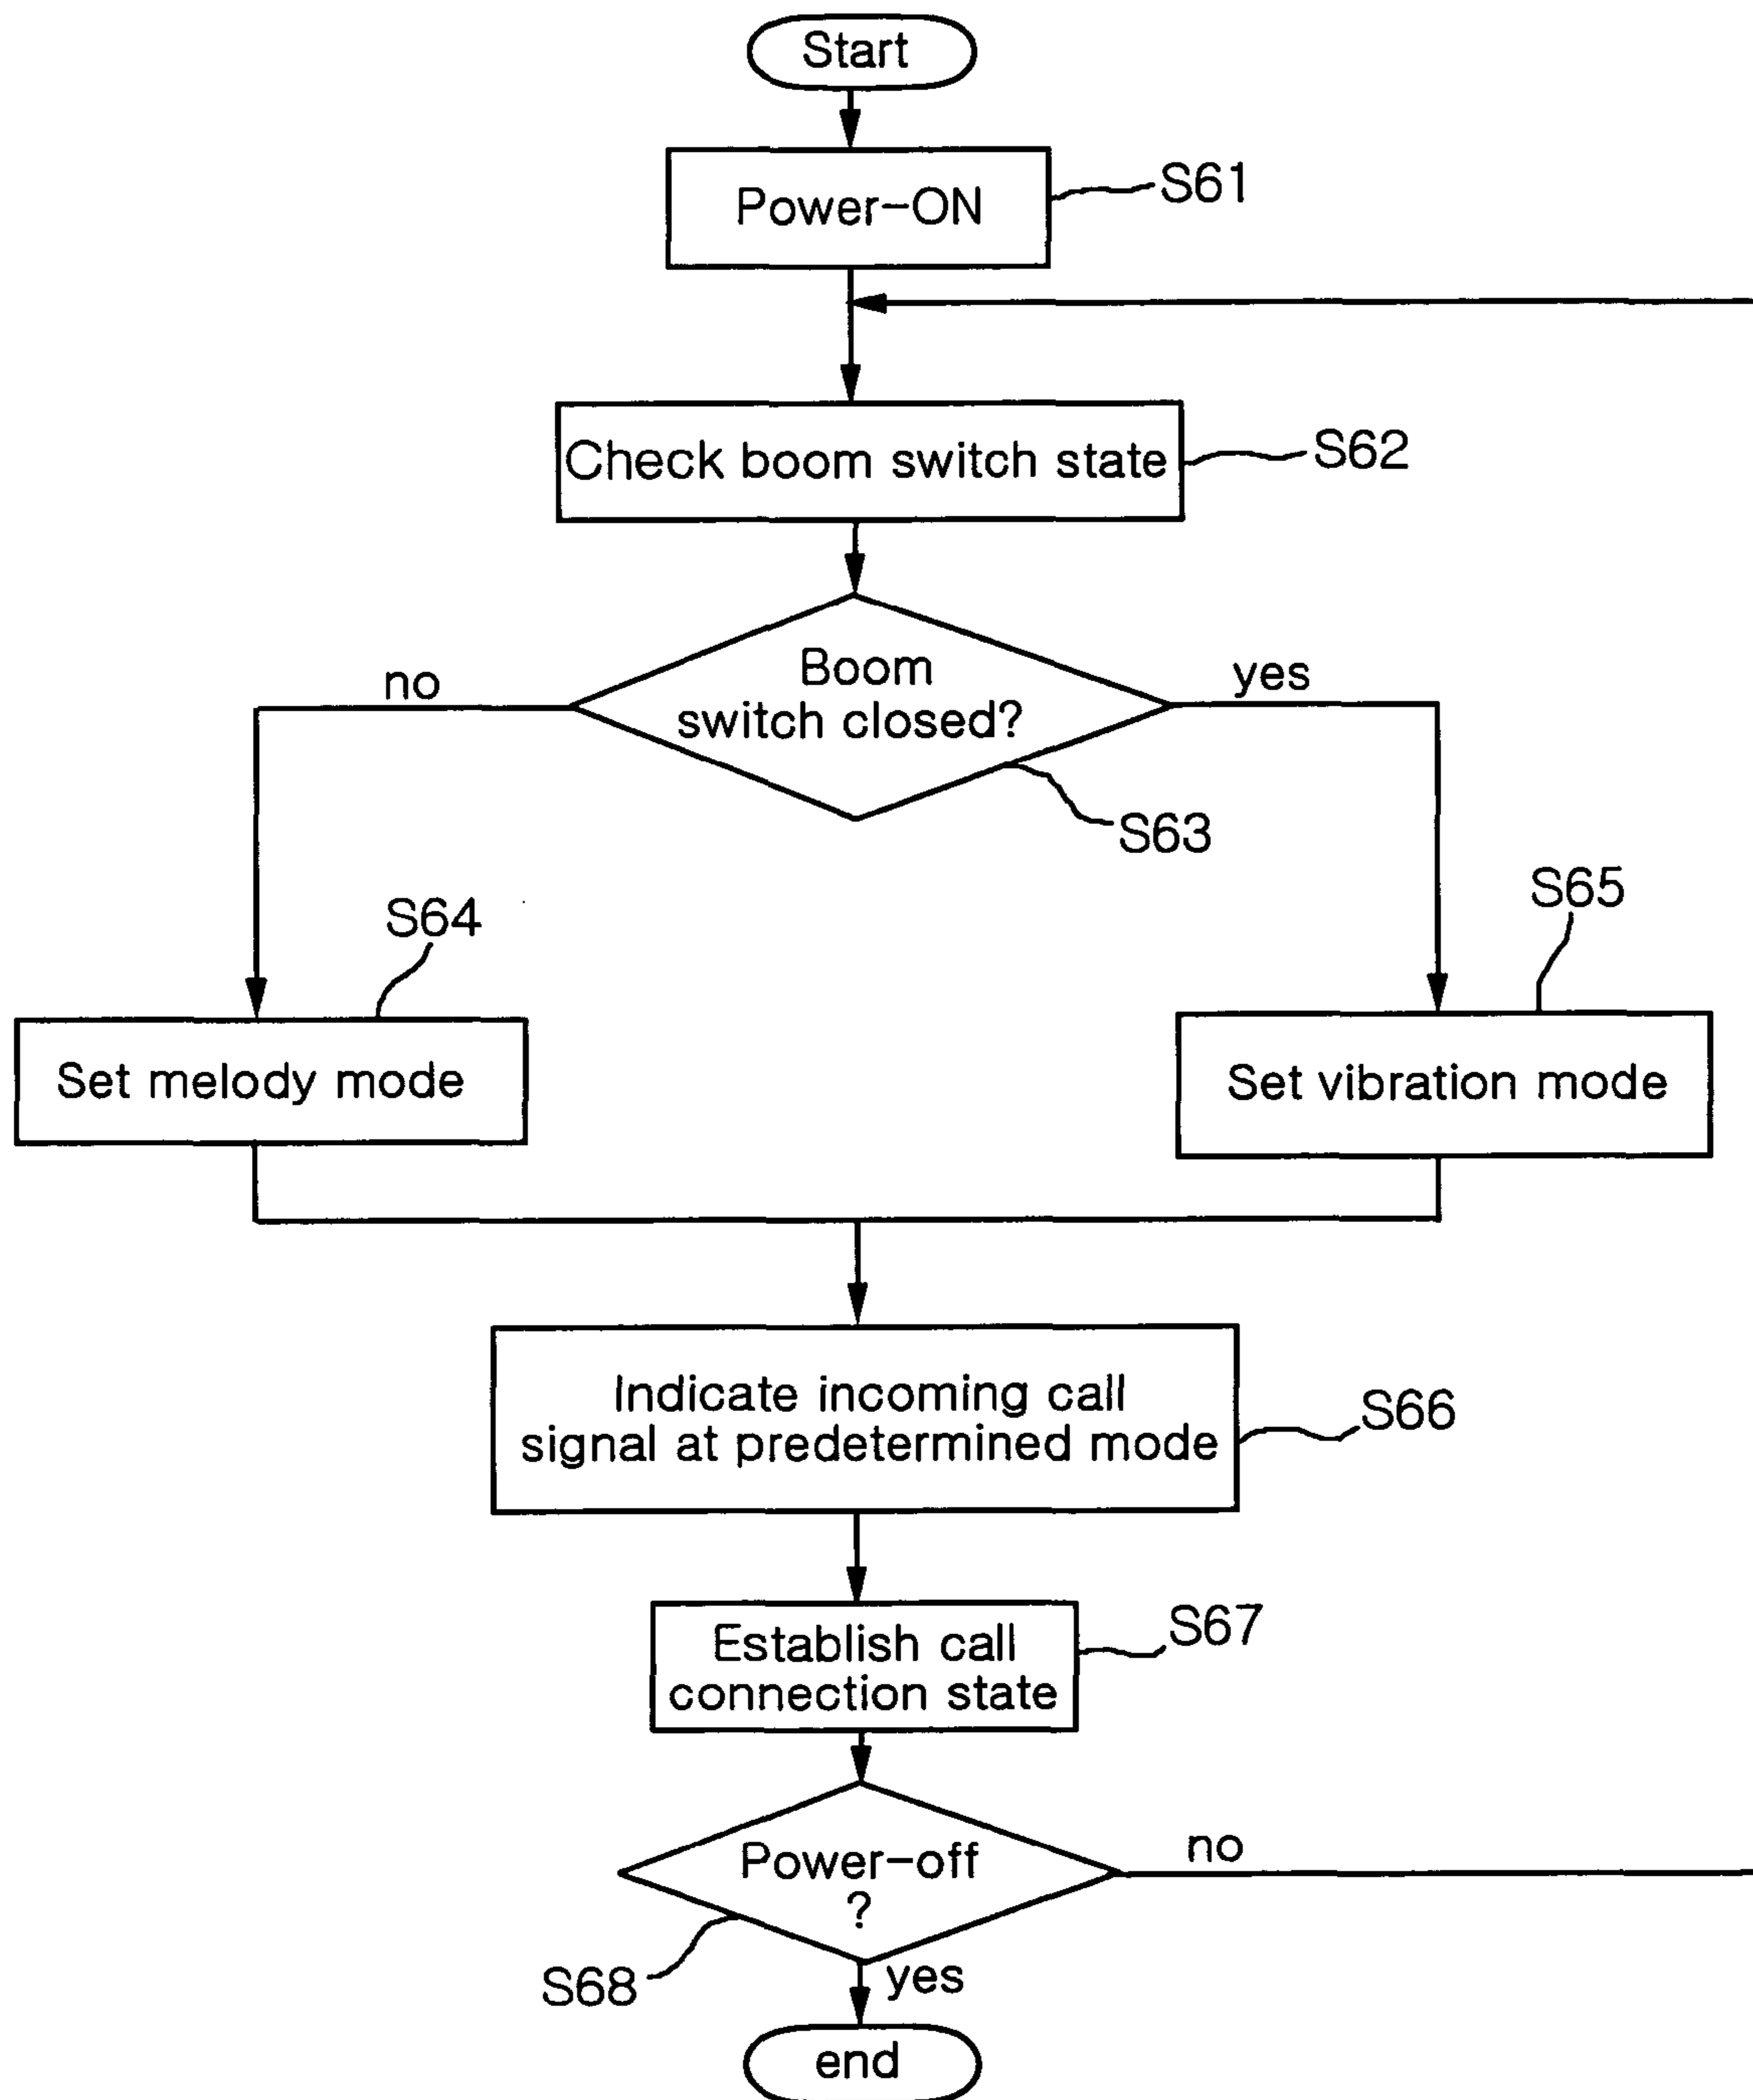 Start
Power-ON
S61
Check boom switch state
S62
Boom
switch closed?
no
yes
S63
S64
S65
Set melody mode
Set vibration mode
Indicate incoming call
signal at predetermined mode
S66
Establish call
connection state
S67
Power-off
?
no
S68
yes
end